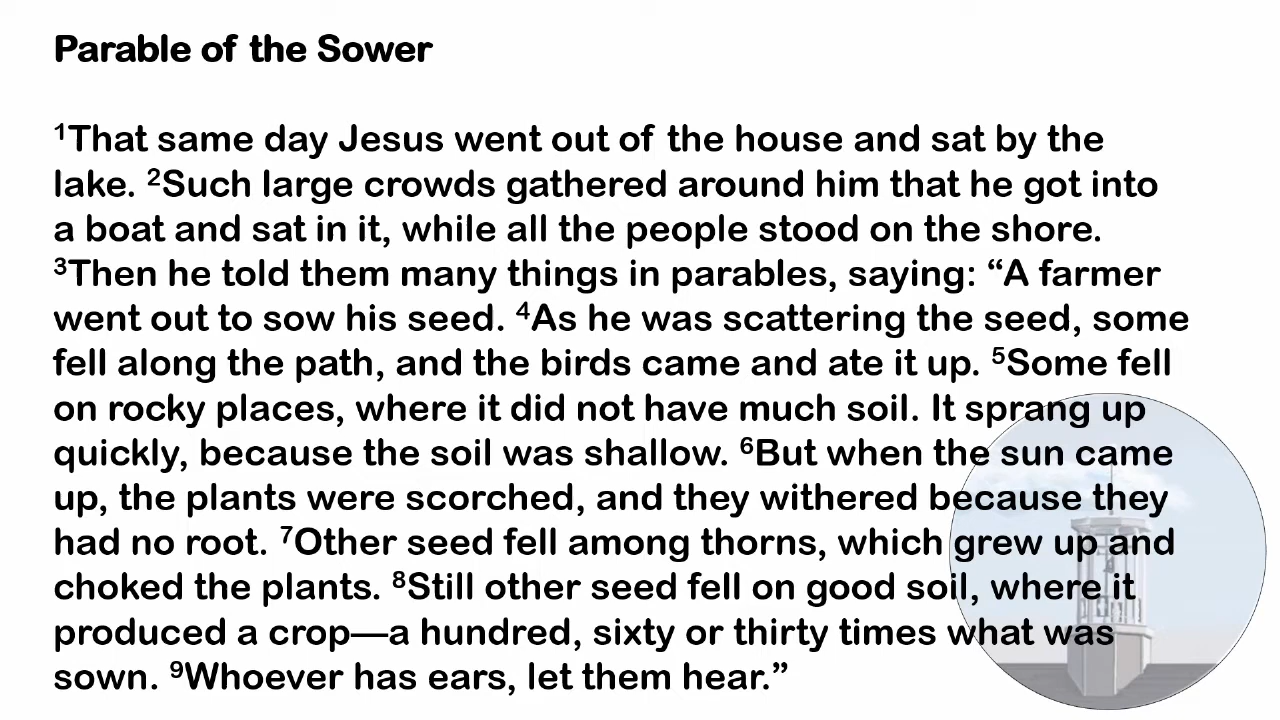 Parable of the Sower
¹That same day Jesus went out of the house and sat by the
lake. ²Such large crowds gathered around him that he got into
a boat and sat in it, while all the people stood on the shore.
³Then he told them many things in parables, saying: “A farmer
went out to sow his seed. ⁴As he was scattering the seed, some
fell along the path, and the birds came and ate it up. ⁵Some fell
on rocky places, where it did not have much soil. It sprang up
quickly, because the soil was shallow. ⁶But when the sun came
up, the plants were scorched, and they withered because they
had no root. ⁷Other seed fell among thorns, which grew up and
choked the plants. ⁸Still other seed fell on good soil, where it
produced a crop—a hundred, sixty or thirty times what was
sown. ⁹Whoever has ears, let them hear.”